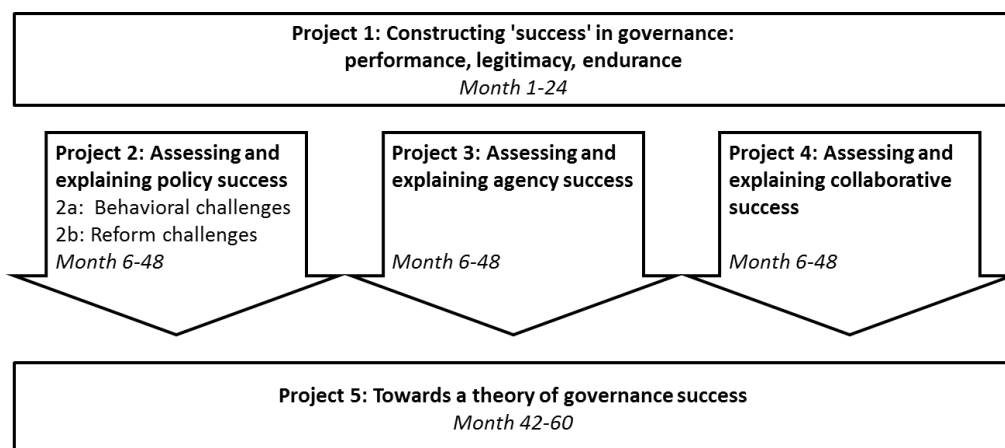 Project 1: Constructing 'success' in governance:
performance, legitimacy, endurance
Month 1-24
Project 2: Assessing and
explaining policy success
2a: Behavioral challenges
2b: Reform challenges
Month 6-48
Project 3: Assessing and
explaining agency success
Month 6-48
Project 4: Assessing and
explaining collaborative
success
Month 6-48
Project 5: Towards a theory of governance success
Month 42-60